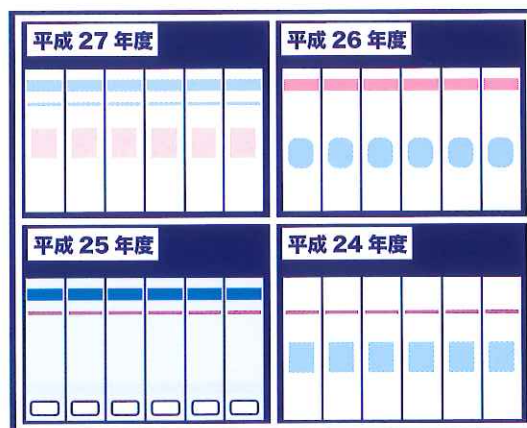 平成 27 年度
平成 26 年度
平成 25 年度
平成 24 年度